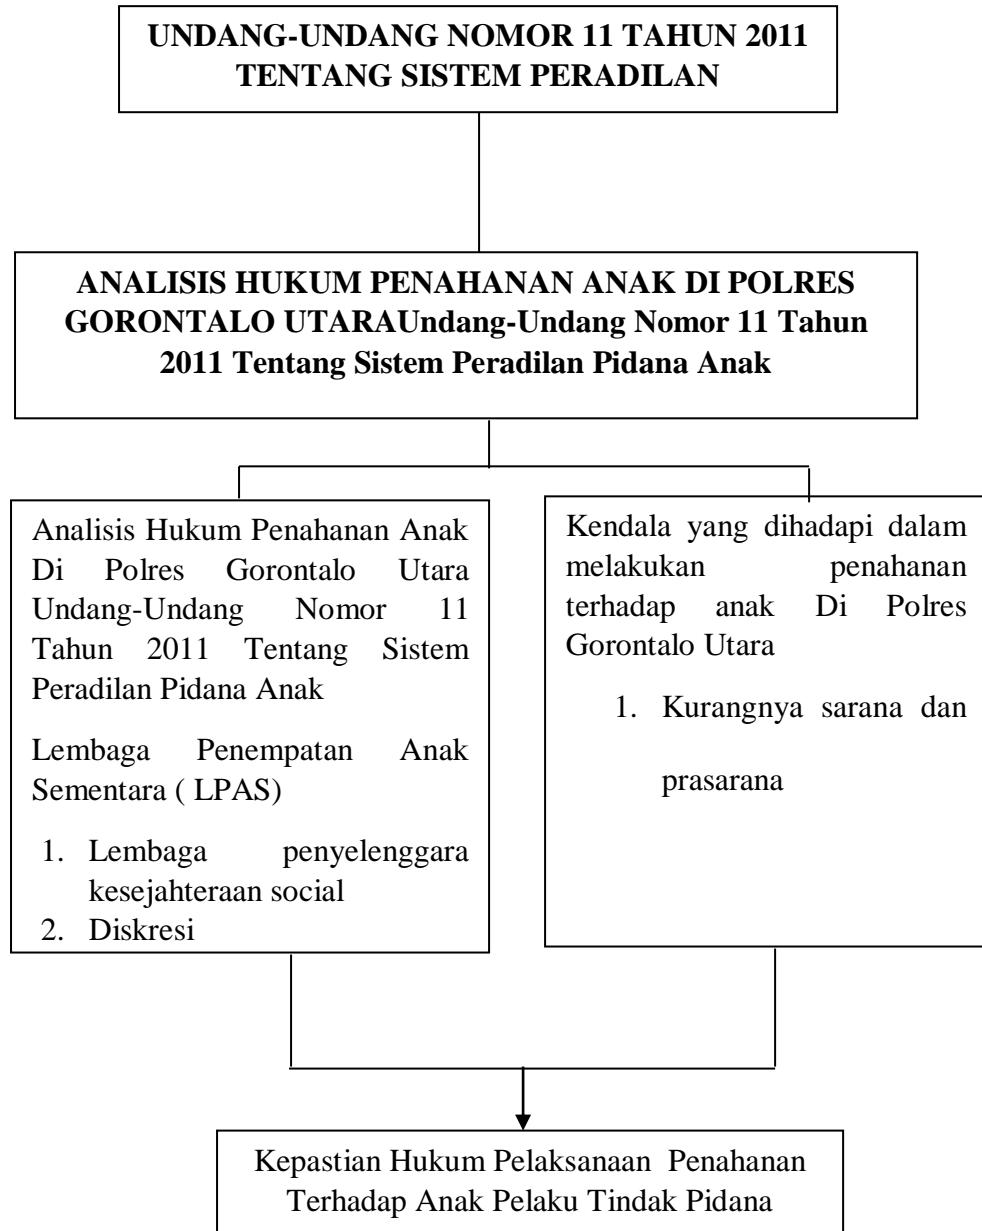 UNDANG-UNDANG NOMOR 11 TAHUN 2011
TENTANG SISTEM PERADILAN
ANALISIS HUKUM PENAHANAN ANAK DI POLRES
GORONTALO UTARAUndang-Undang Nomor 11 Tahun
2011 Tentang Sistem Peradilan Pidana Anak
Analisis Hukum Penahanan Anak
Di Polres Gorontalo Utara
Undang-Undang Nomor 11
Tahun 2011 Tentang Sistem
Peradilan Pidana Anak
Lembaga Penempatan Anak
Sementara ( LPAS)
1. Lembaga penyelenggara
kesejahteraan social
2. Diskresi
Kendala yang dihadapi dalam
melakukan penahanan
terhadap anak Di Polres
Gorontalo Utara
1. Kurangnya sarana dan
prasarana
Kepastian Hukum Pelaksanaan Penahanan
Terhadap Anak Pelaku Tindak Pidana